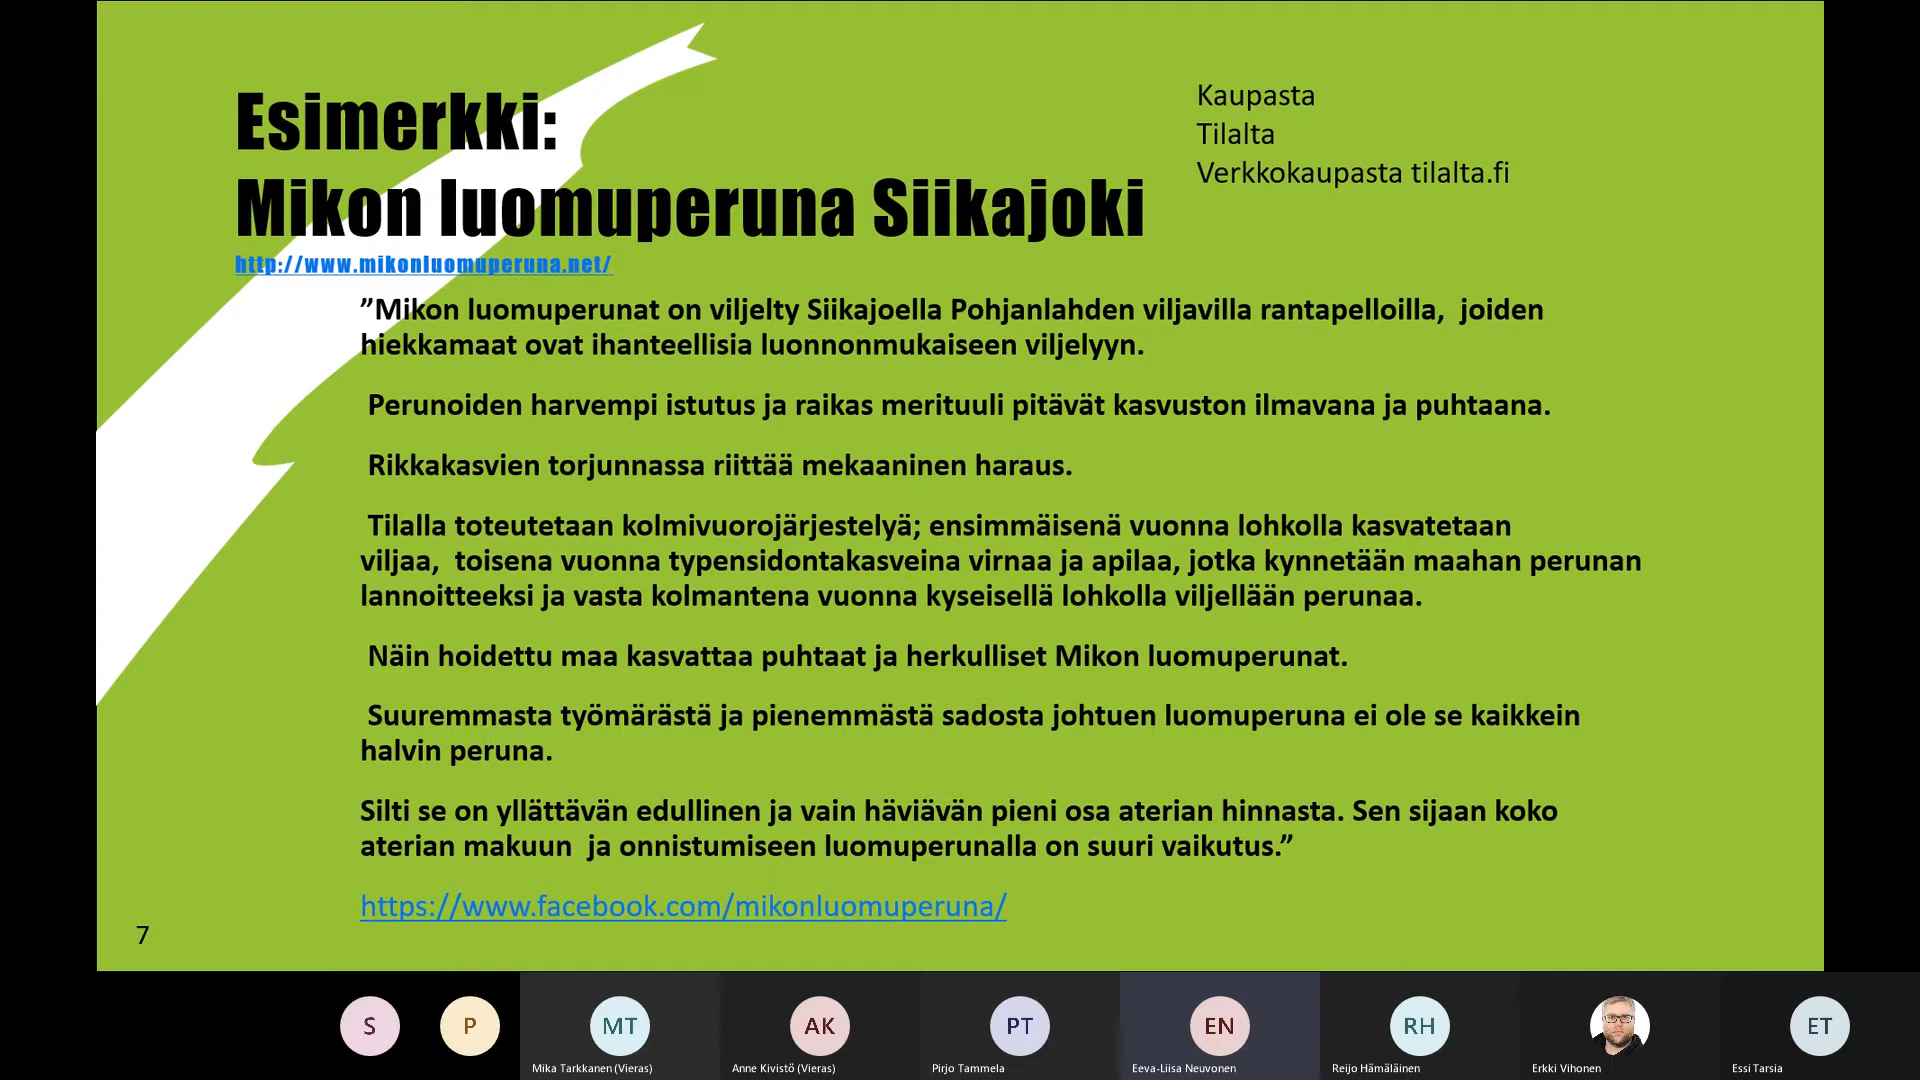 Esimerkki:
Mikon luomuperuna Siikajoki
http://www.mikonluomuperuna.net/
Kaupasta
Tilalta
Verkkokaupasta tilalta.fi
”Mikon luomuperunat on viljelty Siikajoella Pohjanlahden viljavilla rantapelloilla,  joiden
hiekkamaat ovat ihanteellisia luonnonmukaiseen viljelyyn.
Perunoiden harvempi istutus ja raikas merituuli pitävät kasvuston ilmavana ja puhtaana.
Rikkakasvien torjunnassa riittää mekaaninen haraus.
Tilalla toteutetaan kolmivuorojärjestelyä; ensimmäisenä vuonna lohkolla kasvatetaan
viljaa,  toisena vuonna typensidontakasveina virnaa ja apilaa, jotka kynnetään maahan perunan
lannoitteeksi ja vasta kolmantena vuonna kyseisellä lohkolla viljellään perunaa.
Näin hoidettu maa kasvattaa puhtaat ja herkulliset Mikon luomuperunat.
Suuremmasta työmärästä ja pienemmästä sadosta johtuen luomuperuna ei ole se kaikkein
halvin peruna.
Silti se on yllättävän edullinen ja vain häviävän pieni osa aterian hinnasta. Sen sijaan koko
aterian makuun  ja onnistumiseen luomuperunalla on suuri vaikutus.”
https://www.facebook.com/mikonluomuperuna/
7
S
P
MT
AK
PT
EN
RH
ET
Mika Tarkkanen (Vieras)
Anne Kivistö (Vieras)
Pirjo Tammela
Eeva-Liisa Neuvonen
Reijo Hämäläinen
Erkki Vihonen
Essi Tarsia